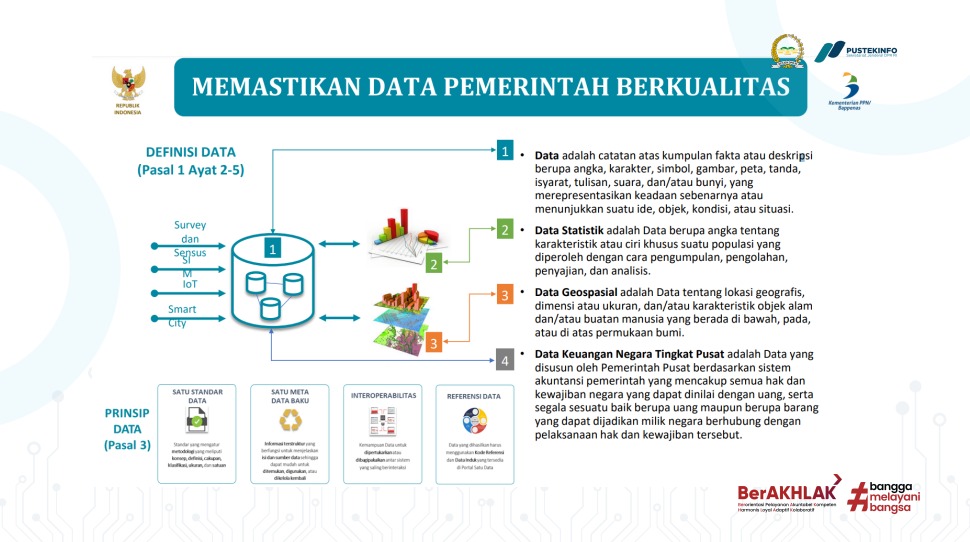 PUSTEKINFO
REPUBLIK
INDONESIA
MEMASTIKAN DATA PEMERINTAH BERKUALITAS
Kementerian PPN/
Bappenas
DEFINISI DATA
(Pasal 1 Ayat 2-5)
Survey
dan
Sensus
SI
M
IoT
Smart
City
1
2
3
1
• Data adalah catatan atas kumpulan fakta atau deskripsi
berupa angka, karakter, simbol, gambar, peta, tanda,
isyarat, tulisan, suara, dan/atau bunyi, yang
merepresentasikan keadaan sebenarnya atau
menunjukkan suatu ide, objek, kondisi, atau situasi.
2
• Data Statistik adalah Data berupa angka tentang
karakteristik atau ciri khusus suatu populasi yang
diperoleh dengan cara pengumpulan, pengolahan,
penyajian, dan analisis.
3
• Data Geospasial adalah Data tentang lokasi geografis,
dimensi atau ukuran, dan/atau karakteristik objek alam
dan/atau buatan manusia yang berada di bawah, pada,
atau di atas permukaan bumi.
4
• Data Keuangan Negara Tingkat Pusat adalah Data yang
disusun oleh Pemerintah Pusat berdasarkan sistem
akuntansi pemerintah yang mencakup semua hak dan
kewajiban negara yang dapat dinilai dengan uang, serta
segala sesuatu baik berupa uang maupun berupa barang
yang dapat dijadikan milik negara berhubung dengan
pelaksanaan hak dan kewajiban tersebut.
PRINSIP
DATA
(Pasal 3)
SATU STANDAR
DATA
Standar yang mengatur
metodologi yang meliputi
konsep, definisi, cakupan,
klasifikasi, ukuran, dan satuan
SATU META
DATA BAKU
Informasi terstruktur yang
berfungsi untuk menjelaskan
isi dan sumber data sehingga
dapat mudah untuk
ditemukan, digunakan, atau
dikelola kembali
INTEROPERABILITAS
Kemampuan Data untuk
dipertukarkan atau
dibagipakaikan antar sistem
yang saling berinteraksi
REFERENSI DATA
Data yang dihasilkan harus
menggunakan Kode Referensi
dan Data Induk yang tersedia
di Portal Satu Data
BerAKHLAK
Berorientasi Pelayanan Akuntabel Kompeten
Harmonis Loyal Adaptif Kolaboratif
#bangga
melayani
bangsa